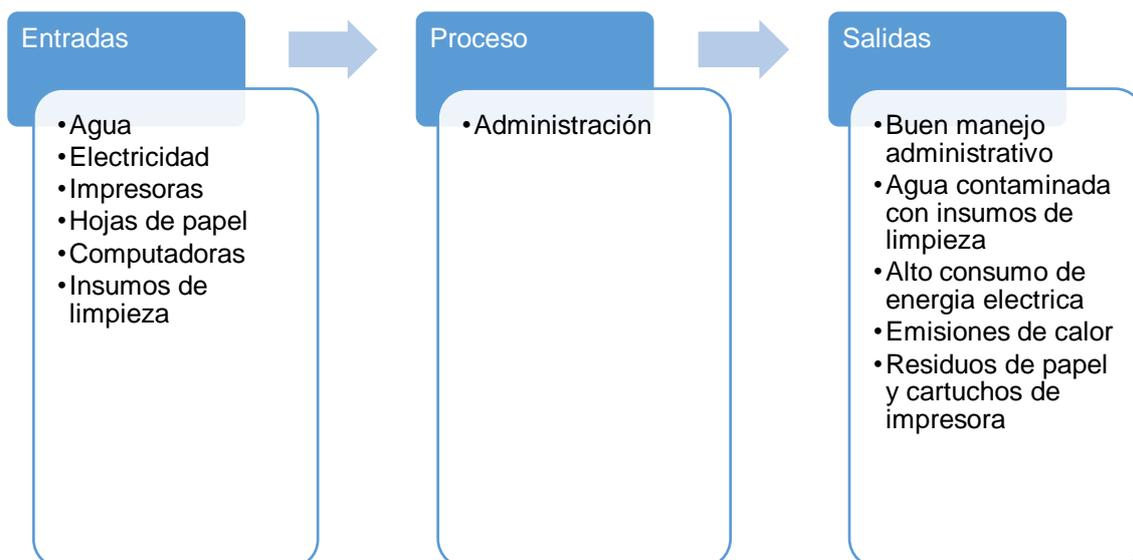 Entradas
•Agua
•Electricidad
•Impresoras
•Hojas de papel
•Computadoras
•Insumos de
limpieza
Proceso
•Administración
Salidas
•Buen manejo
administrativo
•Agua contaminada
con insumos de
limpieza
•Alto consumo de
energia electrica
•Emisiones de calor
•Residuos de papel
y cartuchos de
impresora